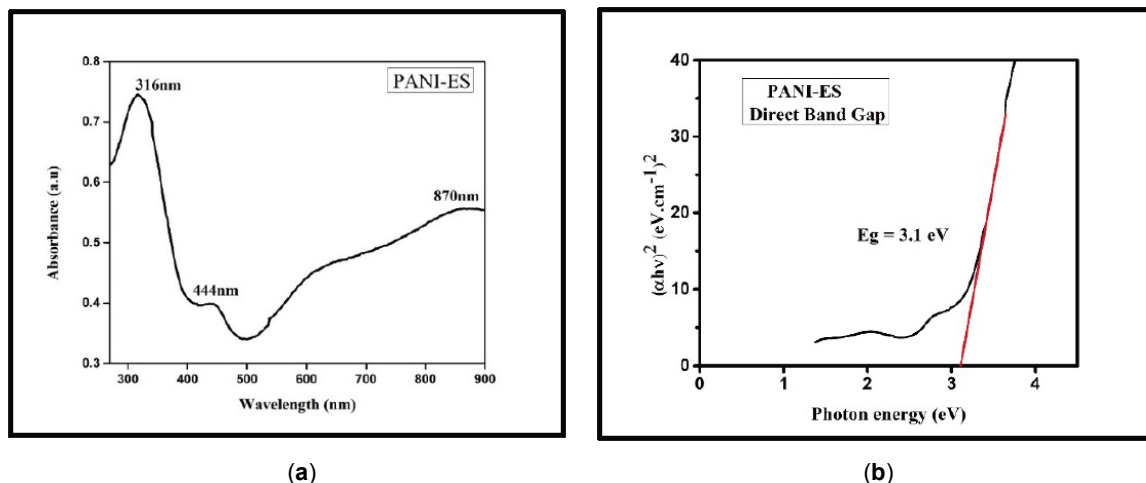 PANI-ES
316nm
444nm
870nm
0.8
0.7
0.6
0.5
0.4
0.3
Absorbance (a.u)
300 400 500 600 700 800 900
Wavelength (nm)
(a)
PANI-ES
Direct Band Gap
Eg = 3.1 eV
40
30
20
10
0
(αhν)² (eV.cm⁻¹)²
0 1 2 3 4
Photon energy (eV)
(b)